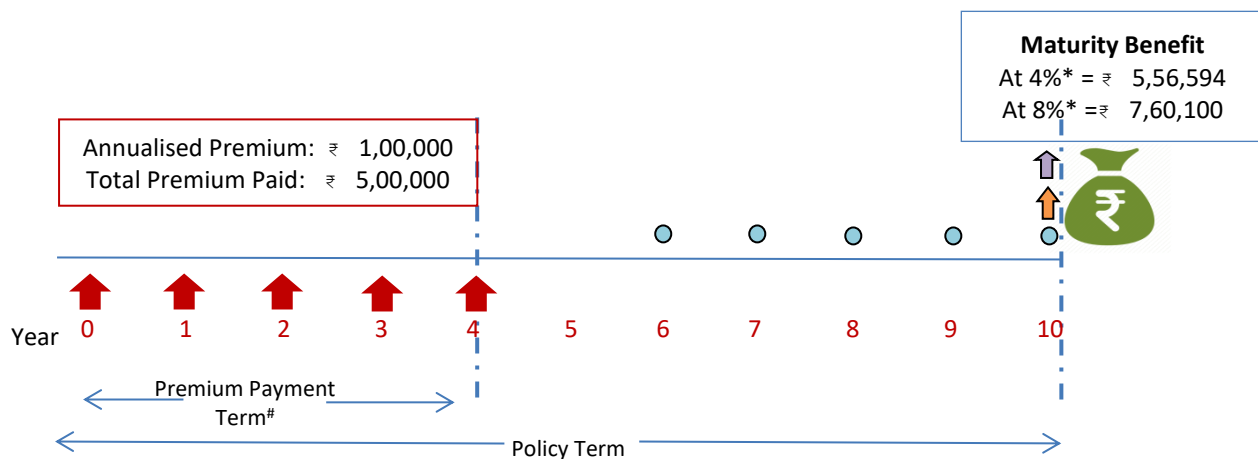 Maturity Benefit
At 4%* = ₹ 5,56,594
At 8%* =₹ 7,60,100
Annualised Premium: ₹ 1,00,000
Total Premium Paid: ₹ 5,00,000
₹
Year 0 1 2 3 4 5 6 7 8 9 10
Premium Payment
Term#
Policy Term